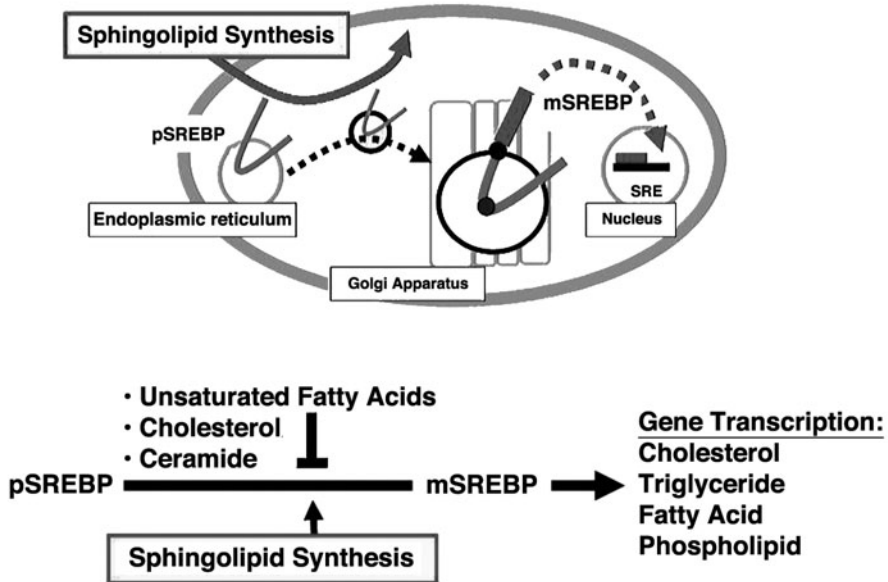 Sphingolipid Synthesis
pSREBP
mSREBP
SRE
Endoplasmic reticulum
Nucleus
Golgi Apparatus
· Unsaturated Fatty Acids
· Cholesterol
· Ceramide
pSREBP
mSREBP
Sphingolipid Synthesis
Gene Transcription:
Cholesterol
Triglyceride
Fatty Acid
Phospholipid